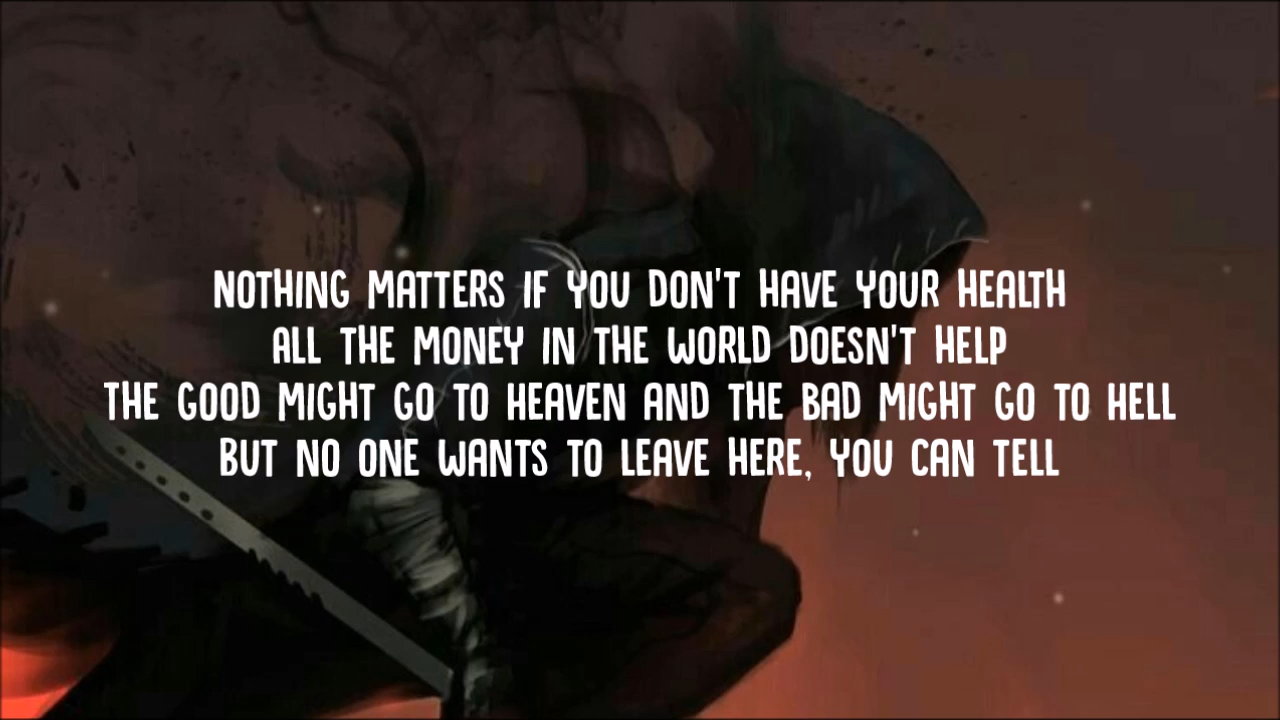 NOTHING MATTERS IF YOU DON'T HAVE YOUR HEALTH
ALL THE MONEY IN THE WORLD DOESN'T HELP
THE GOOD MIGHT GO TO HEAVEN AND THE BAD MIGHT GO TO HELL
BUT NO ONE WANTS TO LEAVE HERE, YOU CAN TELL